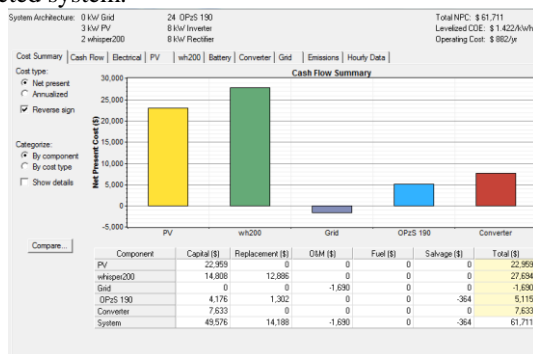 ected system.
System Architecture: 0 kW Grid 24 OPzS 190 Total NPC: $ 61,711
3 kW PV 8 kW Inverter Levelized COE: $ 1.422/kWh
2 whisper200 8 kW Rectifier Operating Cost: $ 882/yr
Cost Summary Cash Flow Electrical PV wh200 Battery Converter Grid Emissions Hourly Data
Cost type:
Net present
Annualized
Reverse sign
Categorize:
By component
By cost type
Show details
Compare...
Cash Flow Summary
Net Present Cost ($)
30,000
25,000
20,000
15,000
10,000
5,000
0
-5,000
PV wh200 Grid OPzS 190 Converter
Component Capital ($) Replacement ($) O&M ($) Fuel ($) Salvage ($) Total ($)
PV 22,959 0 0 0 0 22,959
whisper200 14,808 12,886 0 0 0 27,694
Grid 0 0 -1,690 0 0 -1,690
OPzS 190 4,176 1,302 0 0 -364 5,115
Converter 7,633 0 0 0 0 7,633
System 49,576 14,188 -1,690 0 -364 61,711